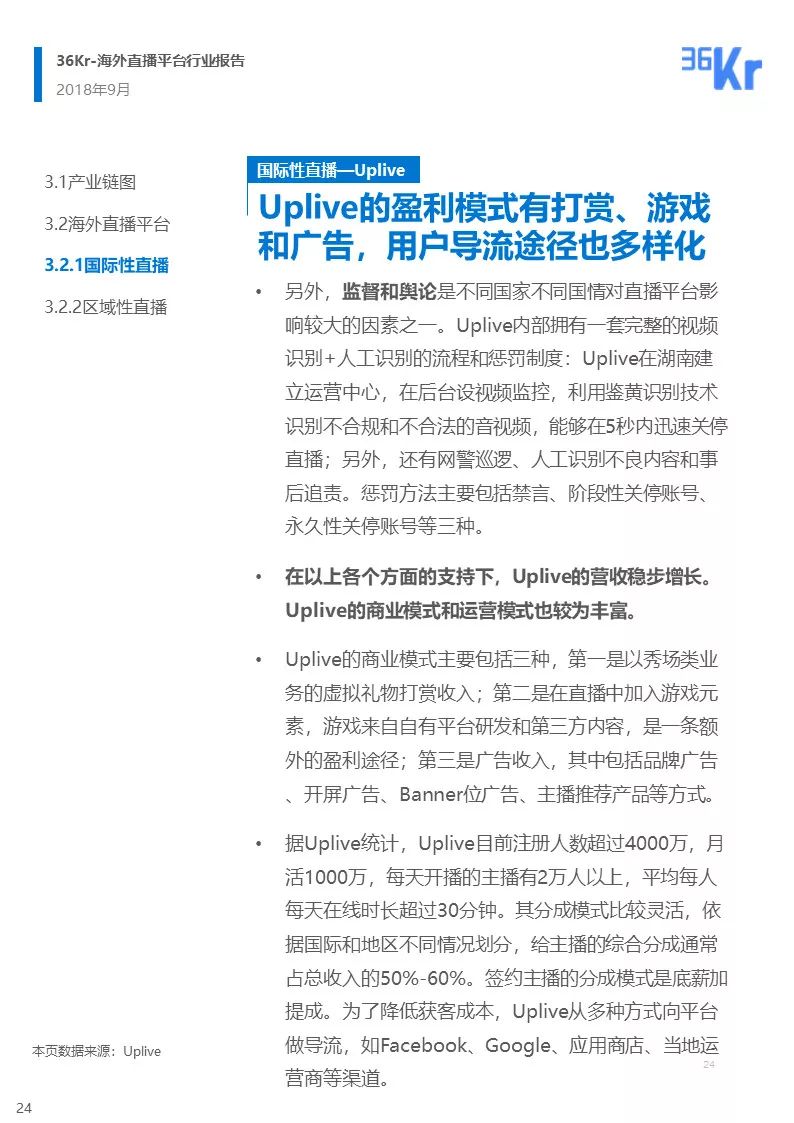 36Kr-海外直播平台行业报告
2018年9月
36Kr
3.1产业链图
3.2海外直播平台
3.2.1国际性直播
3.2.2区域性直播
国际性直播—Uplive
Uplive的盈利模式有打赏、游戏
和广告，用户导流途径也多样化
• 另外，监督和舆论是不同国家不同国情对直播平台影
响较大的因素之一。Uplive内部拥有一套完整的视频
识别+人工识别的流程和惩罚制度：Uplive在湖南建
立运营中心，在后台设视频监控，利用鉴黄识别技术
识别不合规和不合法的音视频，能够在5秒内迅速关停
直播；另外，还有网警巡逻、人工识别不良内容和事
后追责。惩罚方法主要包括禁言、阶段性关停账号、
永久性关停账号等三种。
• 在以上各个方面的支持下，Uplive的营收稳步增长。
Uplive的商业模式和运营模式也较为丰富。
• Uplive的商业模式主要包括三种，第一是以秀场类业
务的虚拟礼物打赏收入；第二是在直播中加入游戏元
素，游戏来自自有平台研发和第三方内容，是一条额
外的盈利途径；第三是广告收入，其中包括品牌广告
、开屏广告、Banner位广告、主播推荐产品等方式。
• 据Uplive统计，Uplive目前注册人数超过4000万，月
活1000万，每天开播的主播有2万人以上，平均每人
每天在线时长超过30分钟。其分成模式比较灵活，依
据国际和地区不同情况划分，给主播的综合分成通常
占总收入的50%-60%。签约主播的分成模式是底薪加
提成。为了降低获客成本，Uplive从多种方式向平台
做导流，如Facebook、Google、应用商店、当地运
营商等渠道。
本页数据来源：Uplive
24
24